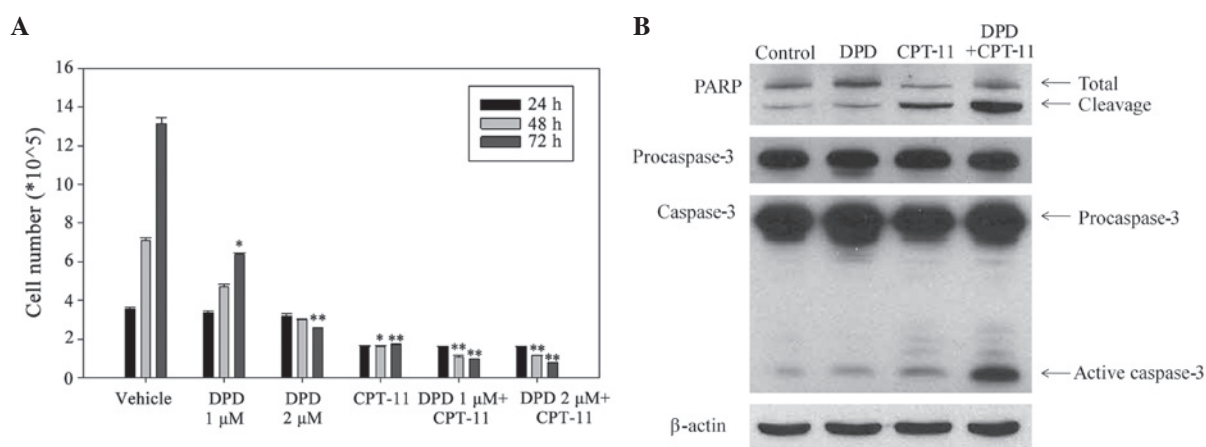 A
16
14
12
10
8
6
4
2
0
Cell number (*10^5)
24 h
48 h
72 h
*
**
* **
**
**
**
**
Vehicle
DPD
1 μM
DPD
2 μM
CPT-11
DPD 1 μM+
CPT-11
DPD 2 μM+
CPT-11
B
Control
DPD
CPT-11
DPD
+CPT-11
PARP
Total
Cleavage
Procaspase-3
Caspase-3
Procaspase-3
Active caspase-3
β-actin